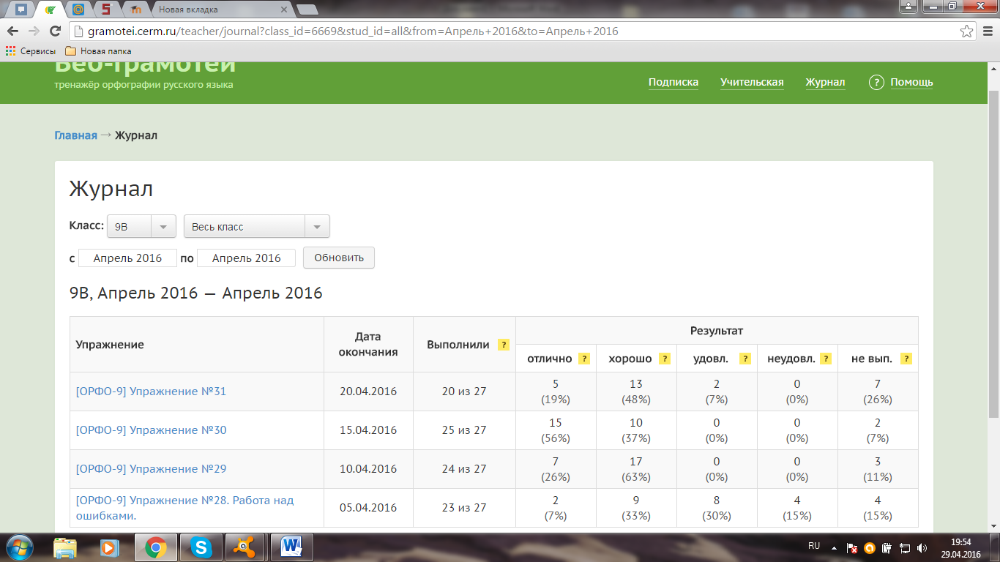 Новая вкладка
gramotei.cerm.ru/teacher/journal?class_id=6669&stud_id=all&from=Апрель+2016&to=Апрель+2016
Сервисы Новая папка
Веб-грамотей
тренажёр орфографии русского языка
Подписка Учительская Журнал ? Помощь
Главная → Журнал
Журнал
Класс: 9В Весь класс
с Апрель 2016 по Апрель 2016 Обновить
9В, Апрель 2016 — Апрель 2016
Упражнение Дата окончания Выполнили ? Результат
отлично ? хорошо ? удовл. ? неудовл. ? не вып. ?
[ОРФО-9] Упражнение №31 20.04.2016 20 из 27 5 13 2 0 7
(19%) (48%) (7%) (0%) (26%)
[ОРФО-9] Упражнение №30 15.04.2016 25 из 27 15 10 0 0 2
(56%) (37%) (0%) (0%) (7%)
[ОРФО-9] Упражнение №29 10.04.2016 24 из 27 7 17 0 0 3
(26%) (63%) (0%) (0%) (11%)
[ОРФО-9] Упражнение №28. Работа над 05.04.2016 23 из 27 2 9 8 4 4
ошибками. (7%) (33%) (30%) (15%) (15%)
RU 19:54
29.04.2016